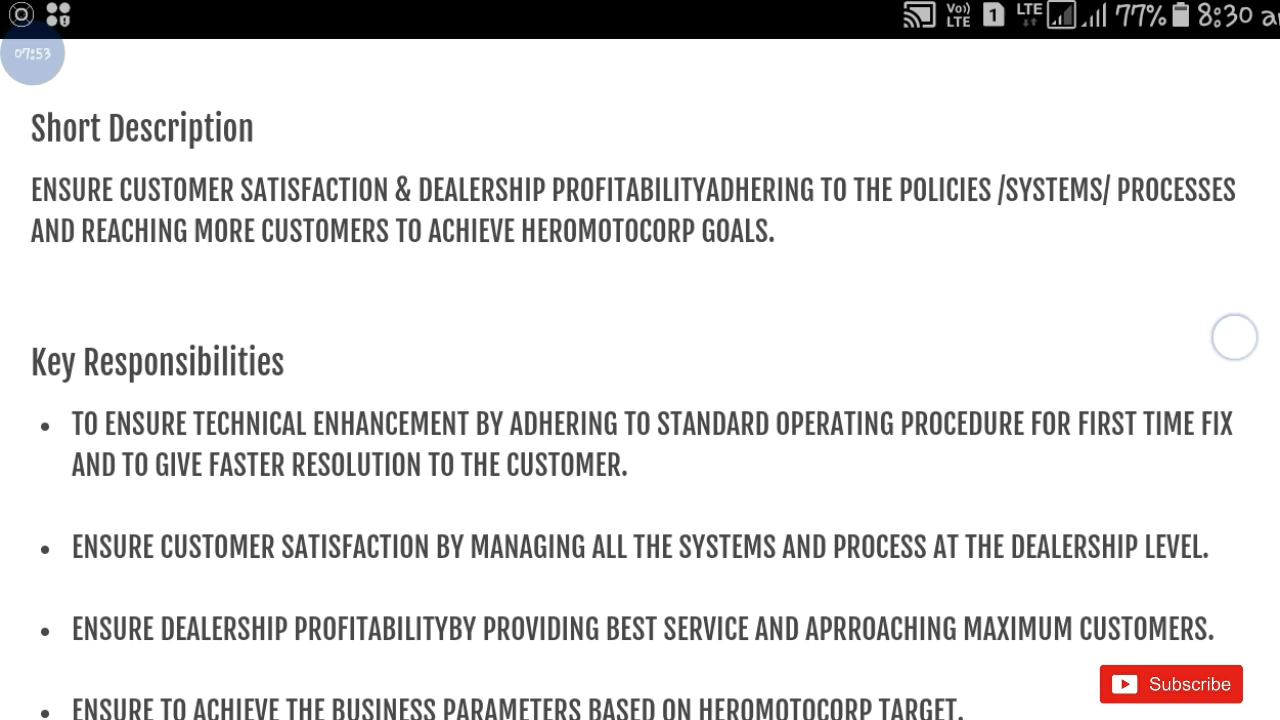 Vo)) LTE 1 LTE 77% 8:30
07:53
Short Description
ENSURE CUSTOMER SATISFACTION & DEALERSHIP PROFITABILITYADHERING TO THE POLICIES /SYSTEMS/ PROCESSES
AND REACHING MORE CUSTOMERS TO ACHIEVE HEROMOTOCORP GOALS.
Key Responsibilities
• TO ENSURE TECHNICAL ENHANCEMENT BY ADHERING TO STANDARD OPERATING PROCEDURE FOR FIRST TIME FIX
AND TO GIVE FASTER RESOLUTION TO THE CUSTOMER.
• ENSURE CUSTOMER SATISFACTION BY MANAGING ALL THE SYSTEMS AND PROCESS AT THE DEALERSHIP LEVEL.
• ENSURE DEALERSHIP PROFITABILITYBY PROVIDING BEST SERVICE AND APRROACHING MAXIMUM CUSTOMERS.
Subscribe
• ENSURE TO ACHIEVE THE BUSINESS PARAMETERS BASED ON HEROMOTOCORP TARGET.